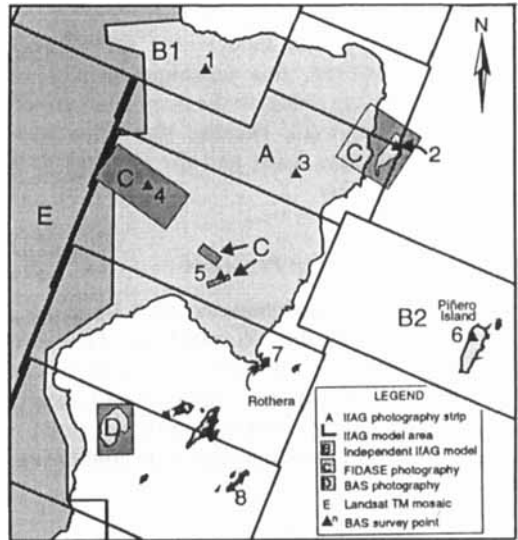 B1
1
N
A
3
C
2
C
4
E
C
5
C
Piñero
Island
B2
6
7
Rothera
D
8
LEGEND
A IfAG photography strip
IfAG model area
B Independent IfAG model
C FIDASE photography
D BAS photography
E Landsat TM mosaic
n BAS survey point